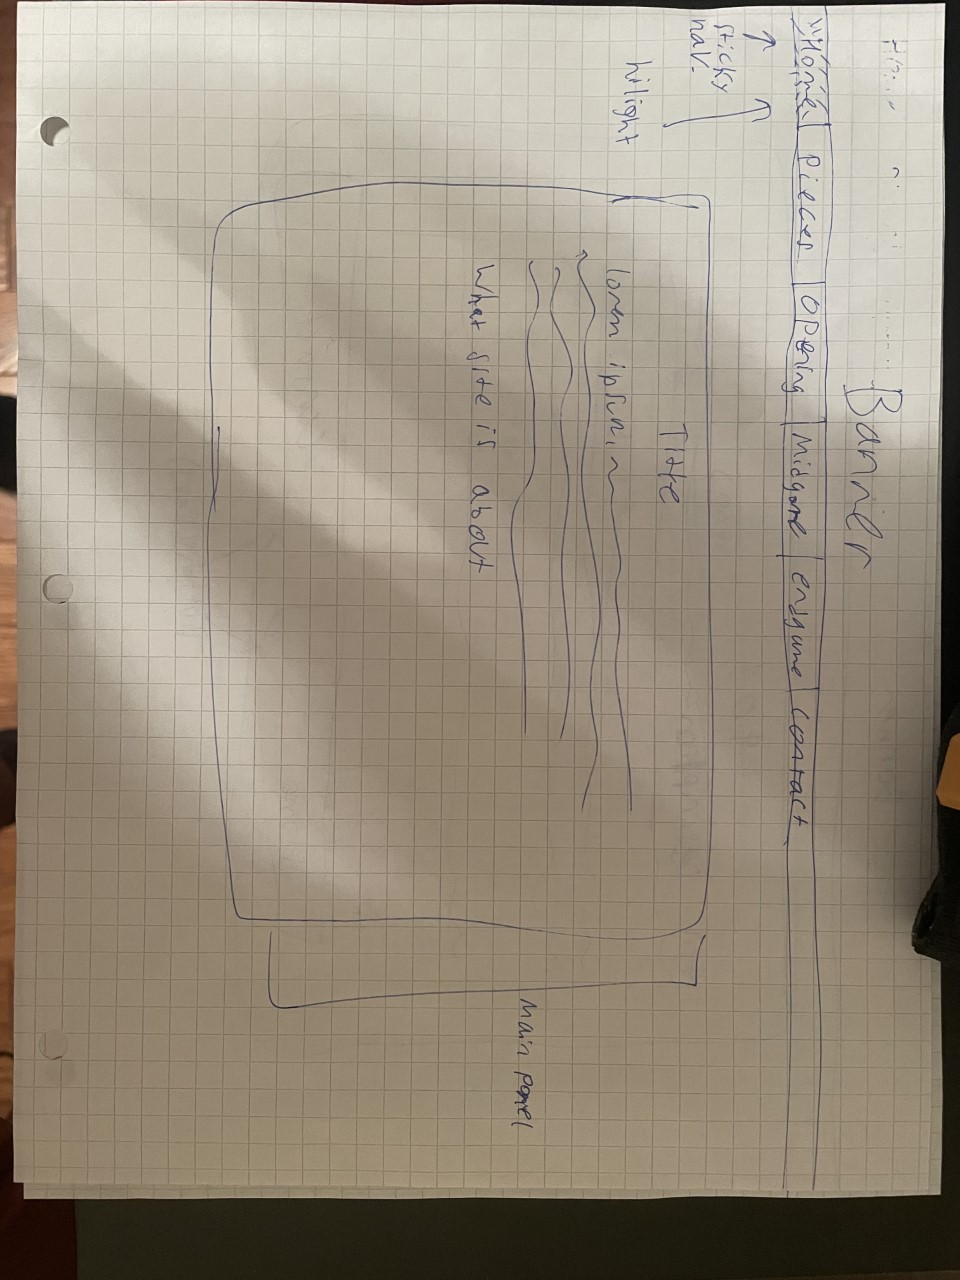 Banner
Home Pieces Opening Midgame endgame contact
sticky
nav.
hilight
Title
lorem ipsum
What site is about
Main panel